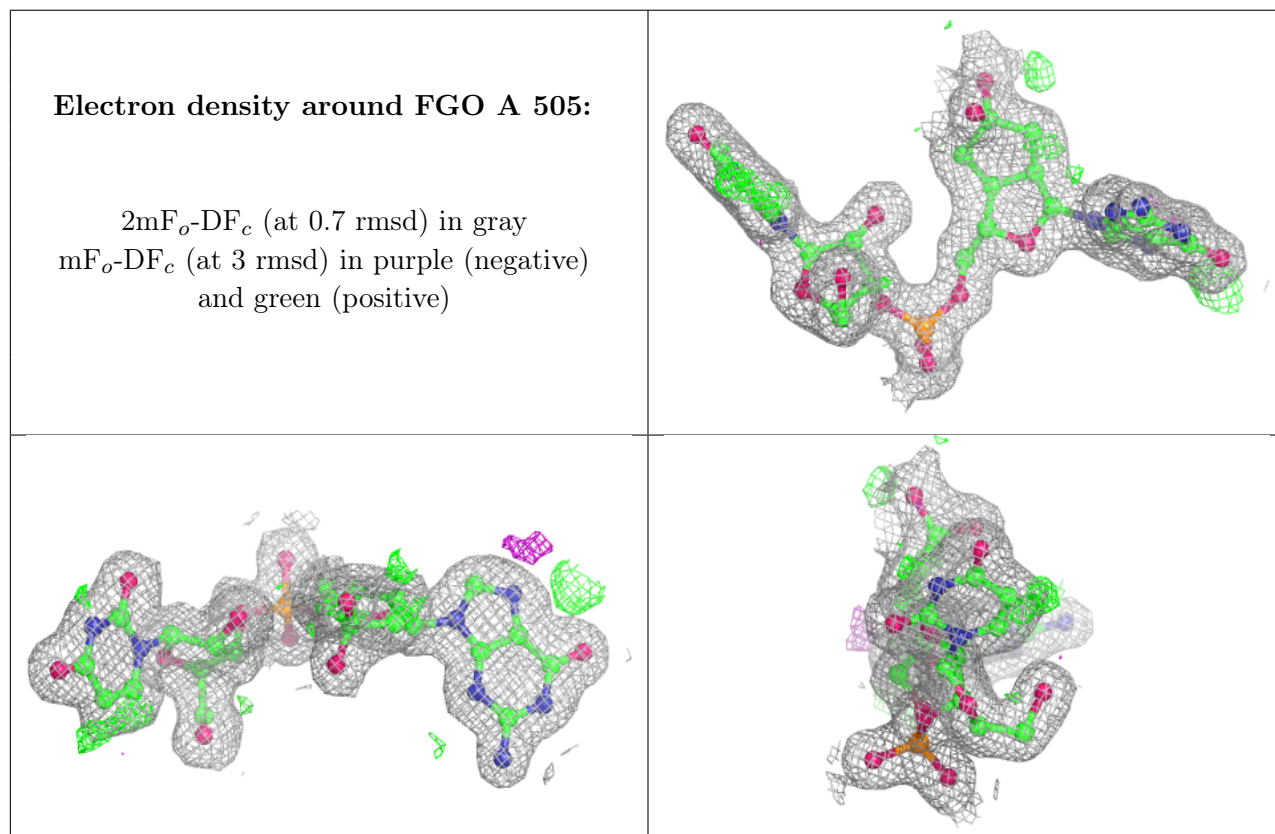 Electron density around FGO A 505:
2mFo-DFc (at 0.7 rmsd) in gray
mFo-DFc (at 3 rmsd) in purple (negative)
and green (positive)